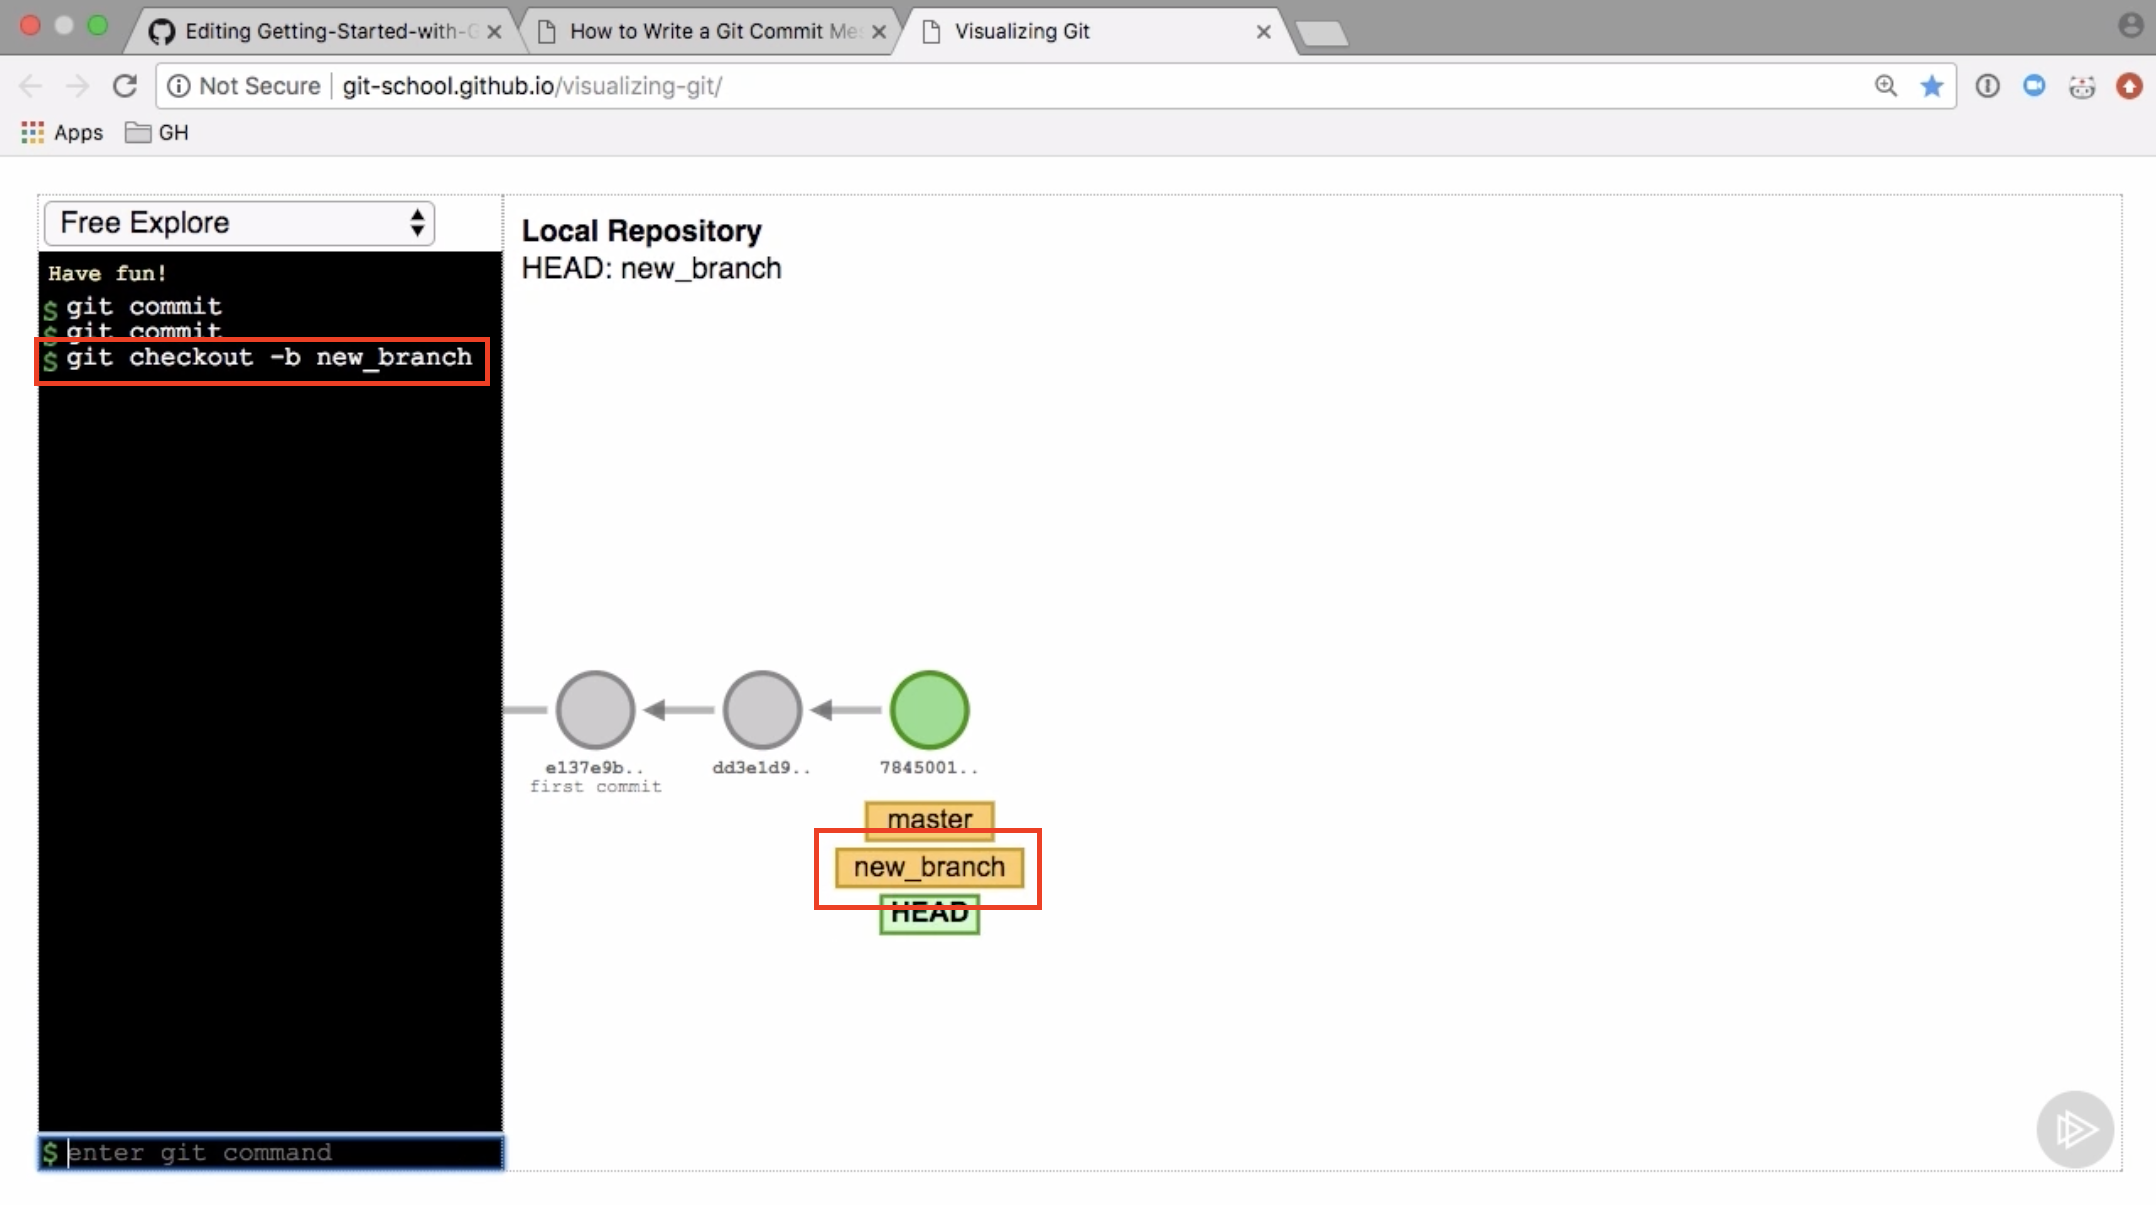 Editing Getting-Started-with-G
How to Write a Git Commit Mes
Visualizing Git
Not Secure
git-school.github.io/visualizing-git/
Apps
GH
Free Explore
Local Repository
HEAD: new_branch
Have fun!
$ git commit
$ git commit
$ git checkout -b new_branch
e137e9b..
first commit
dd3e1d9..
7845001..
master
new_branch
HEAD
$ enter git command